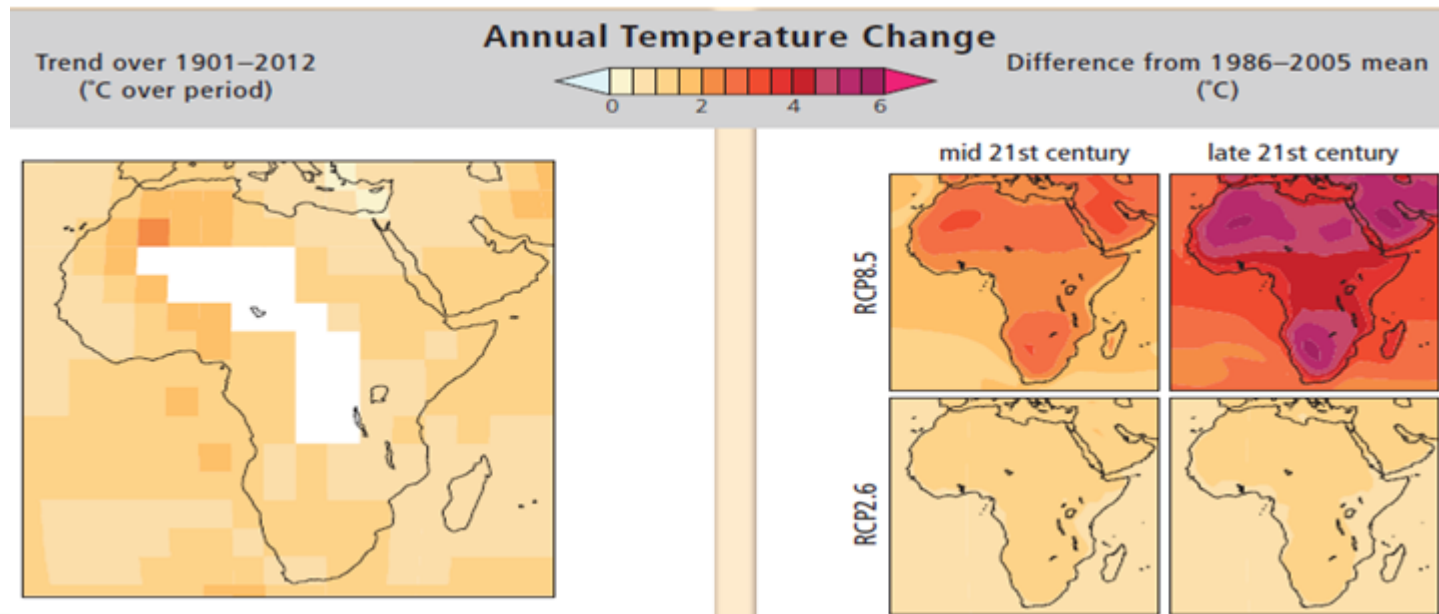 Annual Temperature Change
Trend over 1901–2012
(°C over period)
0 2 4 6
Difference from 1986–2005 mean
(°C)
mid 21st century
late 21st century
RCP8.5
RCP2.6